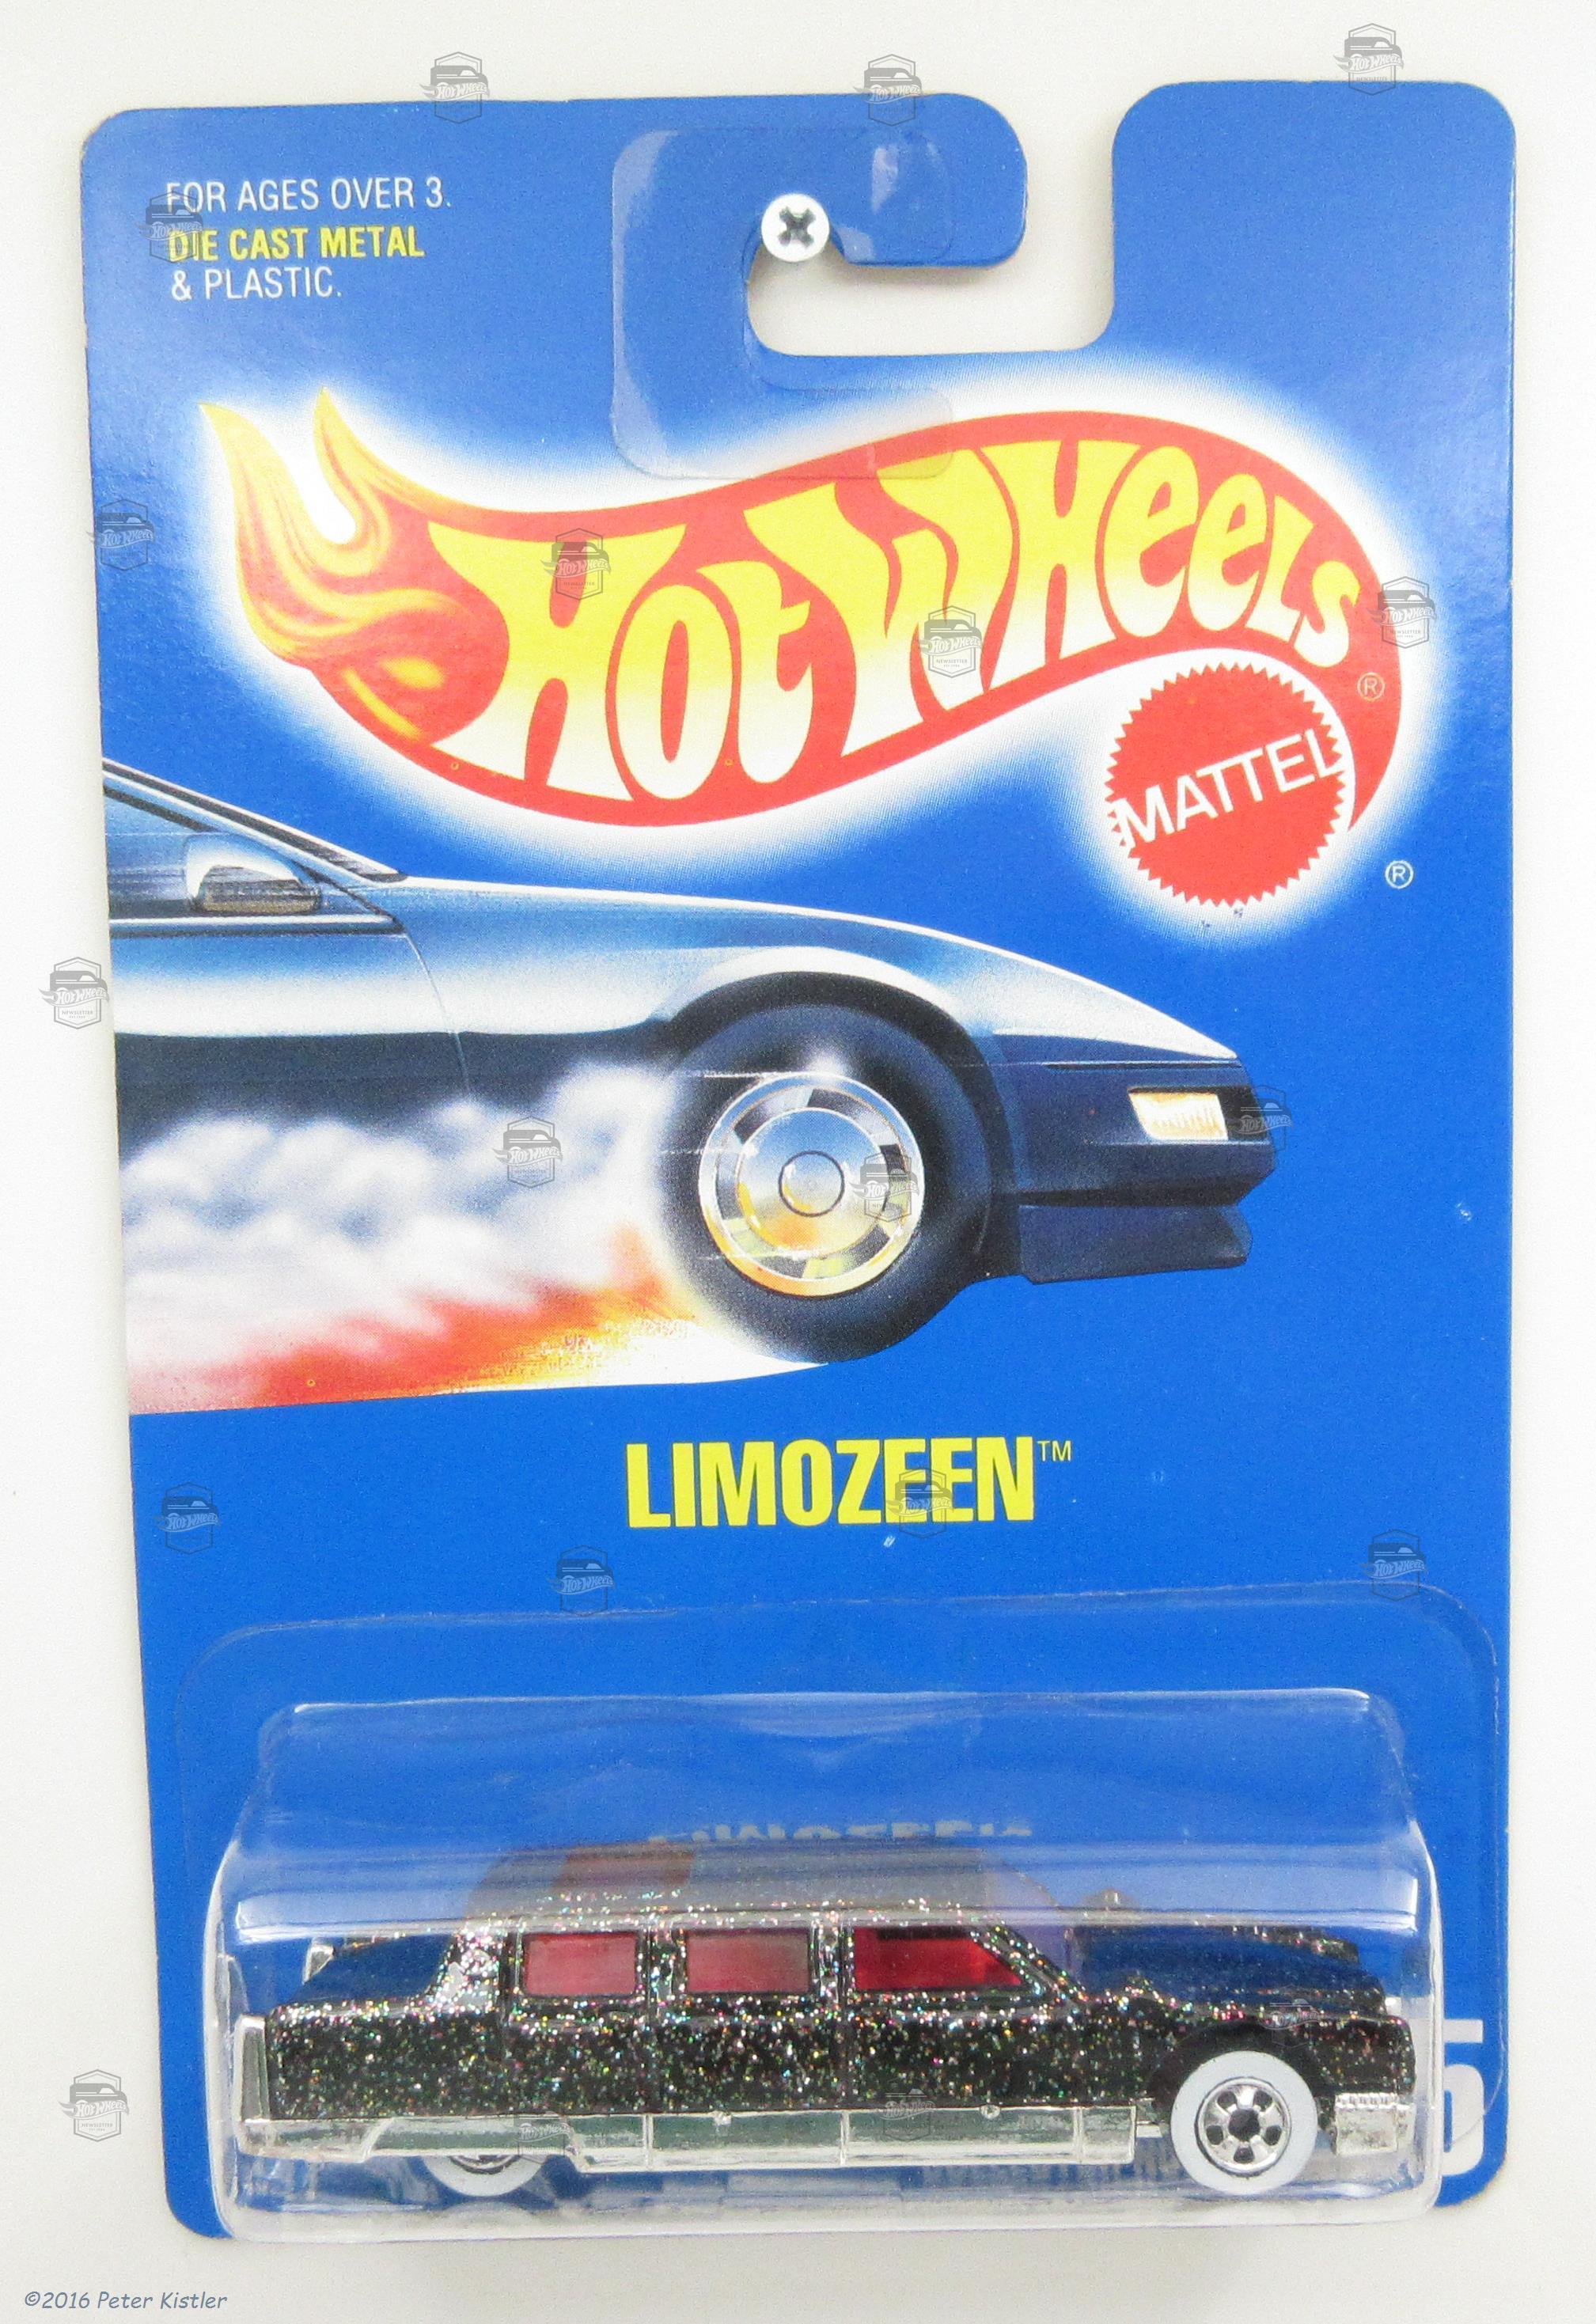 FOR AGES OVER 3.
DIE CAST METAL
& PLASTIC.
Hot Wheels®
MATTEL
®
LIMOZEEN™
©2016 Peter Kistler